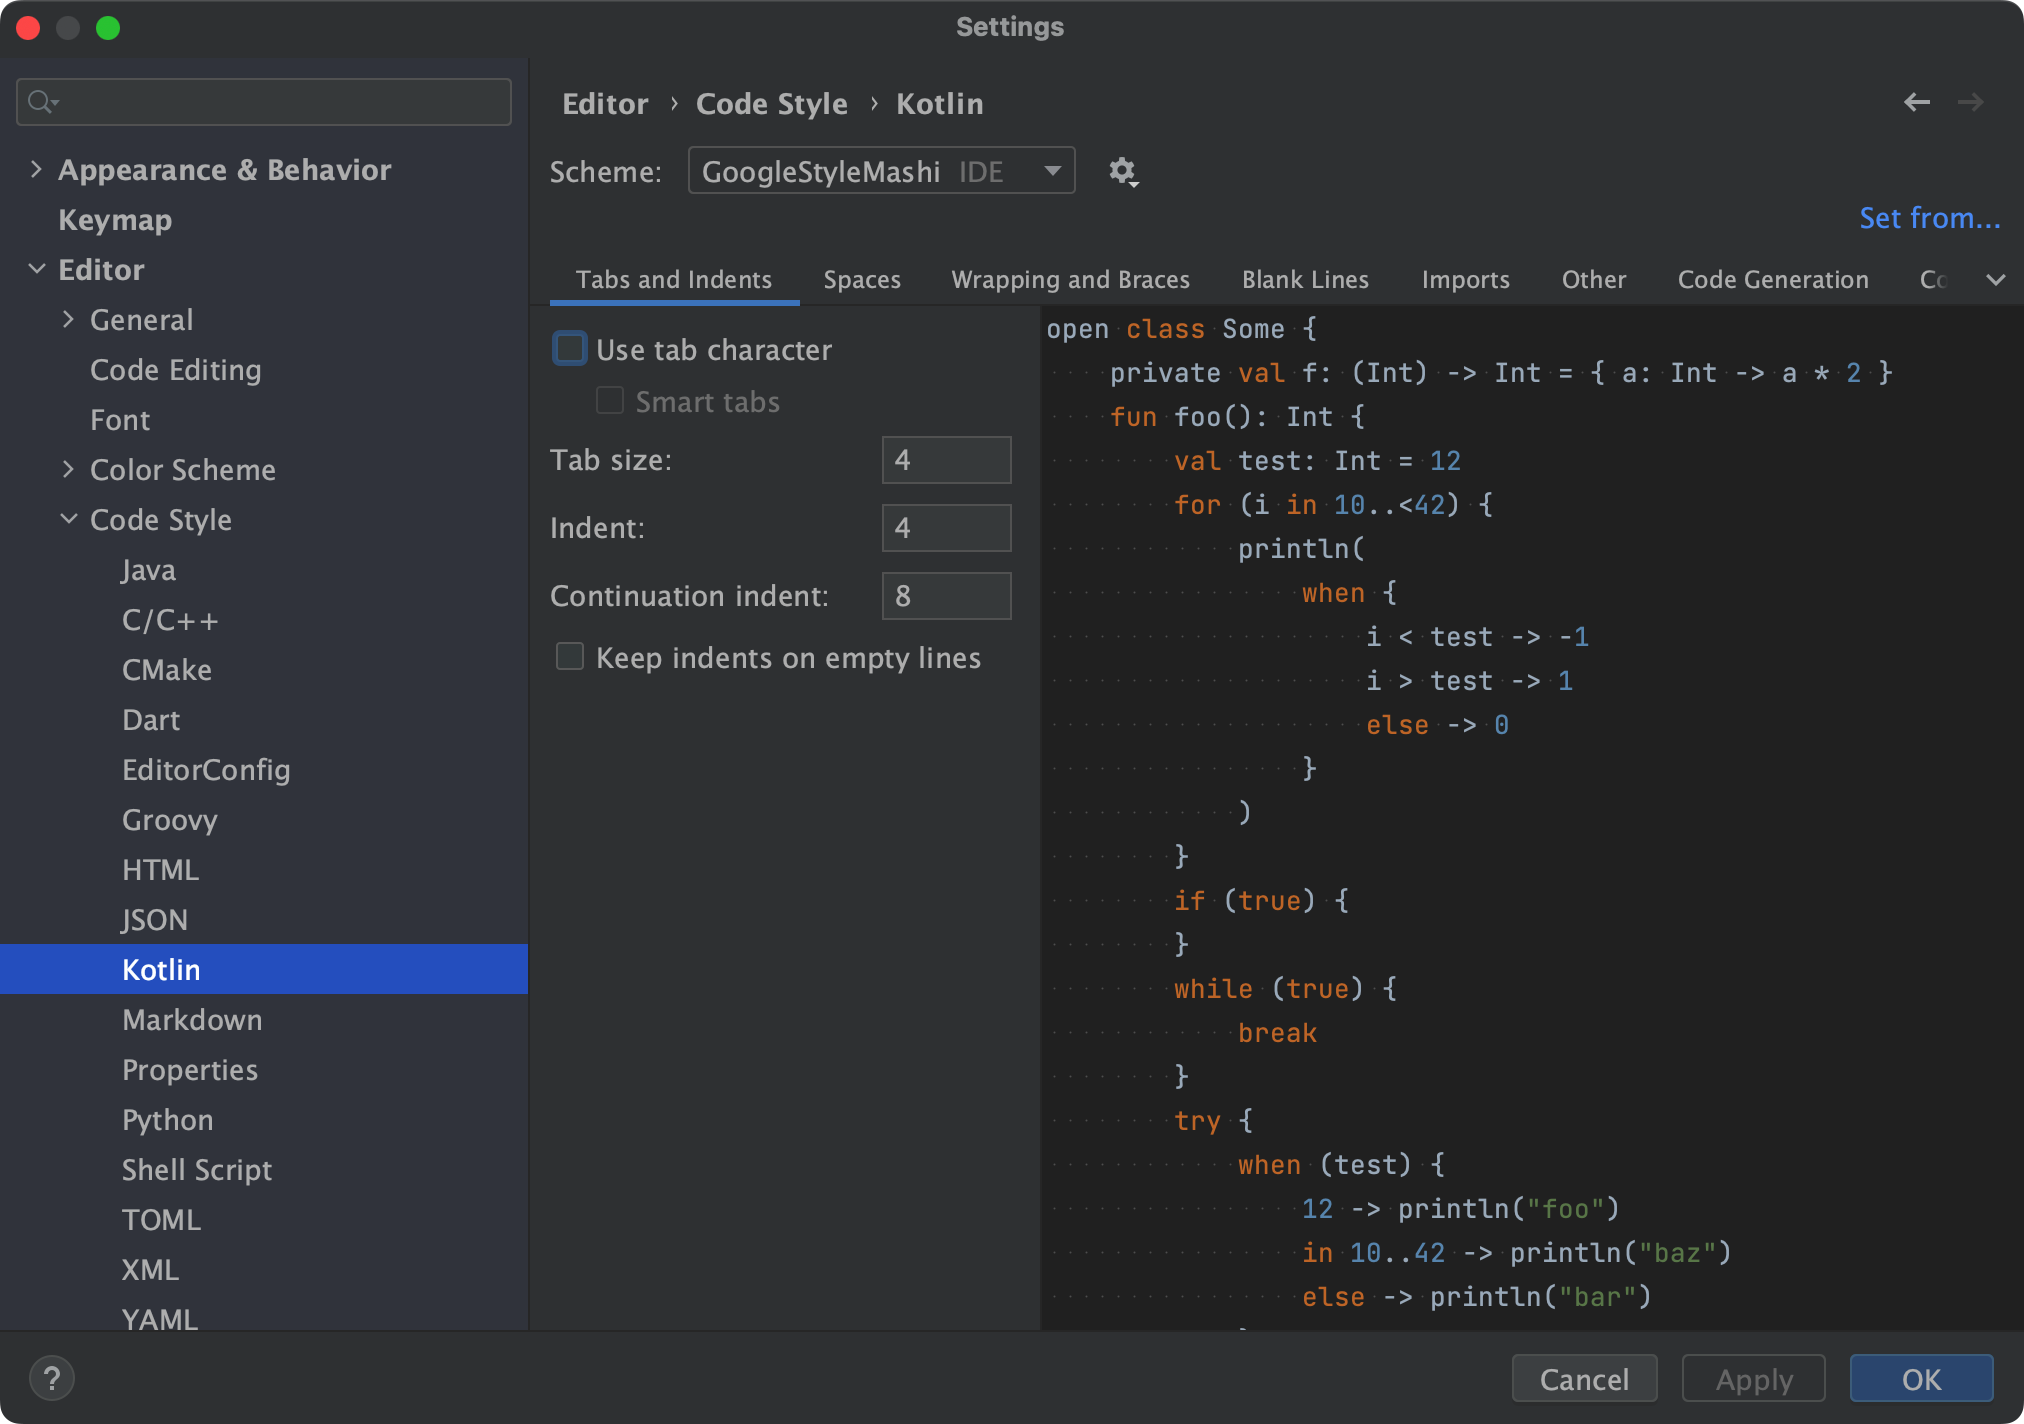 Settings
Appearance & Behavior
Keymap
Editor
General
Code Editing
Font
Color Scheme
Code Style
Java
C/C++
CMake
Dart
EditorConfig
Groovy
HTML
JSON
Kotlin
Markdown
Properties
Python
Shell Script
TOML
XML
YAML
Editor › Code Style › Kotlin
Scheme: GoogleStyleMashi IDE
Set from...
Tabs and Indents Spaces Wrapping and Braces Blank Lines Imports Other Code Generation
Use tab character
Smart tabs
Tab size: 4
Indent: 4
Continuation indent: 8
Keep indents on empty lines
open class Some {
    private val f: (Int) -> Int = { a: Int -> a * 2 }
    fun foo(): Int {
        val test: Int = 12
        for (i in 10..<42) {
            println(
                when {
                    i < test -> -1
                    i > test -> 1
                    else -> 0
                }
            )
        }
        if (true) {
        }
        while (true) {
            break
        }
        try {
            when (test) {
                12 -> println("foo")
                in 10..42 -> println("baz")
                else -> println("bar")
?
Cancel Apply OK